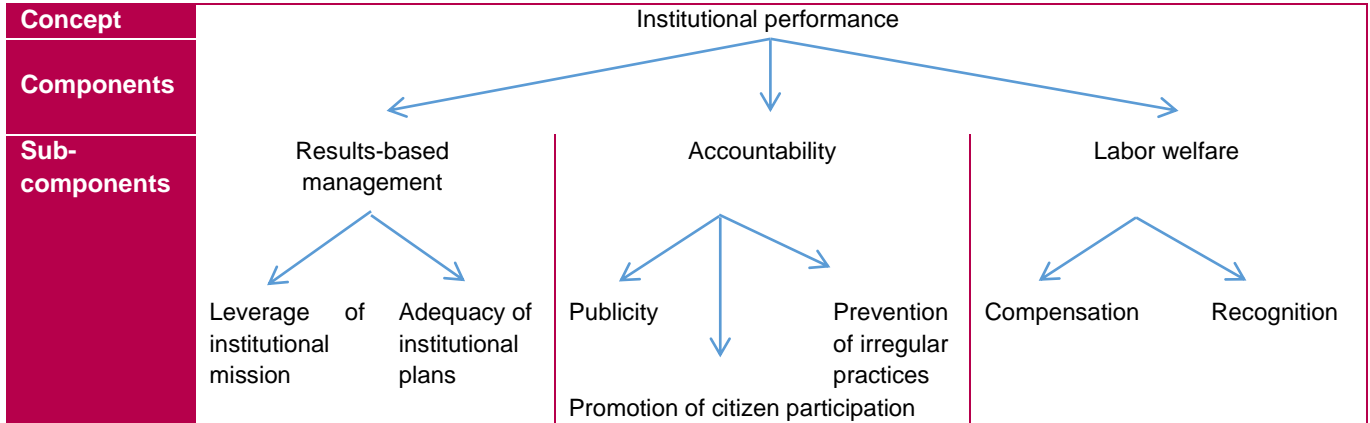 Concept
Institutional performance
Components
Sub-
components
Results-based
management
Accountability
Labor welfare
Leverage of
institutional
mission
Adequacy of
institutional
plans
Publicity
Promotion of citizen participation
Prevention
of irregular
practices
Compensation
Recognition